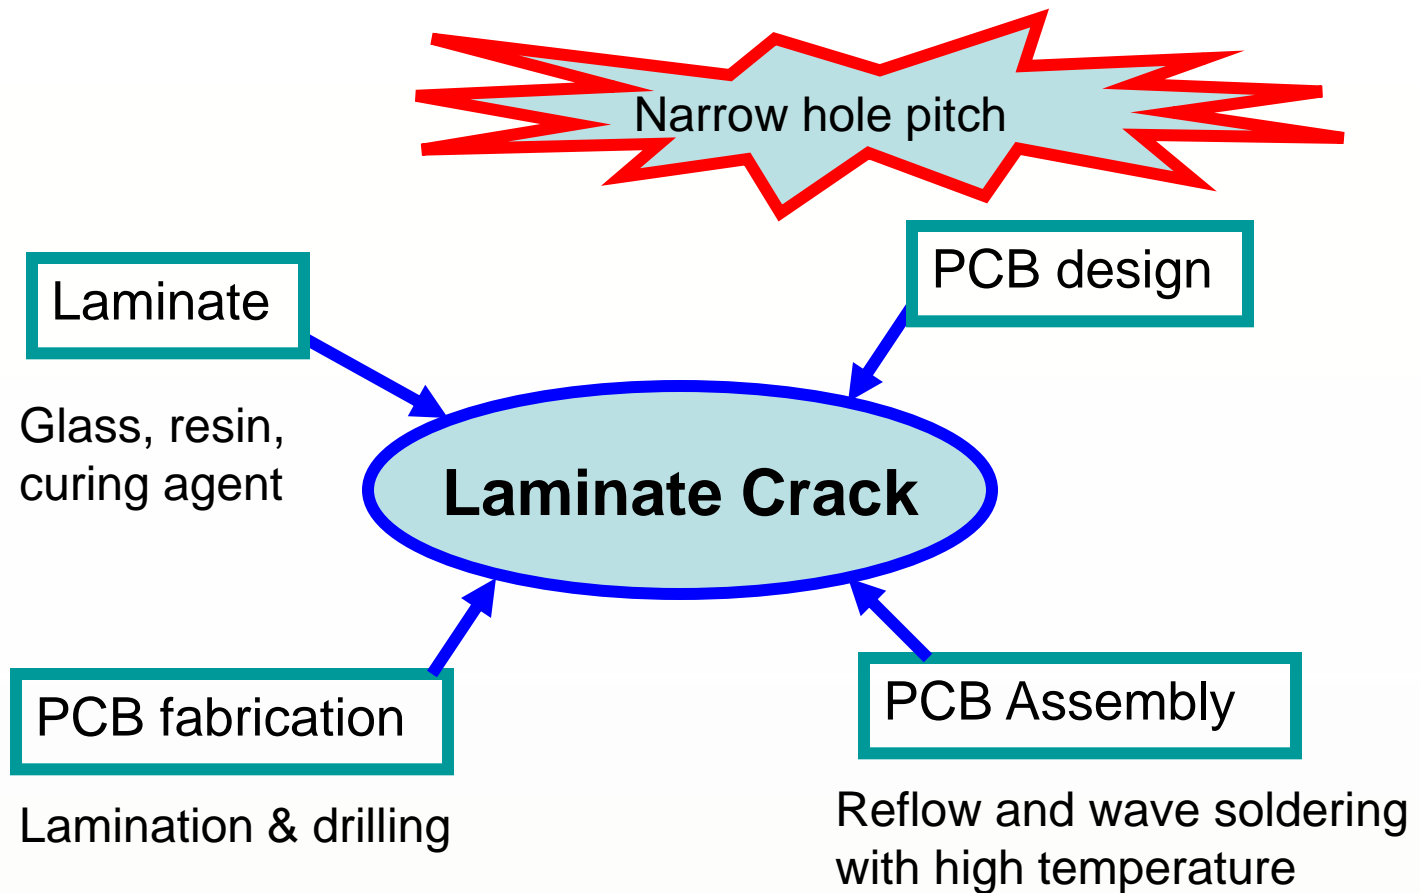 Narrow hole pitch
Laminate
PCB design
Glass, resin,
curing agent
Laminate Crack
PCB fabrication
PCB Assembly
Lamination & drilling
Reflow and wave soldering
with high temperature